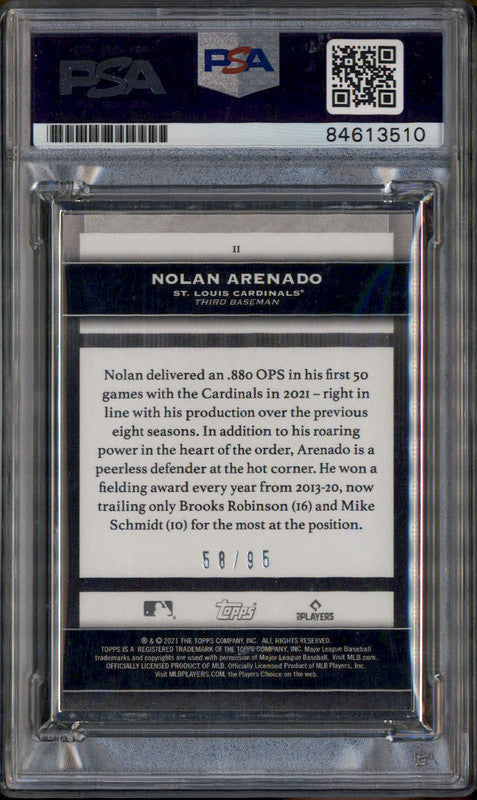 PSA
PSA
84613510
11
NOLAN ARENADO
ST. LOUIS CARDINALS®
THIRD BASEMAN
Nolan delivered an .880 OPS in his first 50
games with the Cardinals in 2021 – right in
line with his production over the previous
eight seasons. In addition to his roaring
power in the heart of the order, Arenado is a
peerless defender at the hot corner. He won a
fielding award every year from 2013-20, now
trailing only Brooks Robinson (16) and Mike
Schmidt (10) for the most at the position.
58/95
Topps
PLAYERS
® & © 2021 THE TOPPS COMPANY, INC. ALL RIGHTS RESERVED.
TOPPS IS A REGISTERED TRADEMARK OF THE TOPPS COMPANY, INC. Major League Baseball
trademarks and copyrights are used with permission of Major League Baseball. Visit MLB.com.
OFFICIALLY LICENSED PRODUCT OF MLB. Officially Licensed Product of MLB Players, Inc.
Visit MLBPLAYERS.COM, the Players Choice on the web.